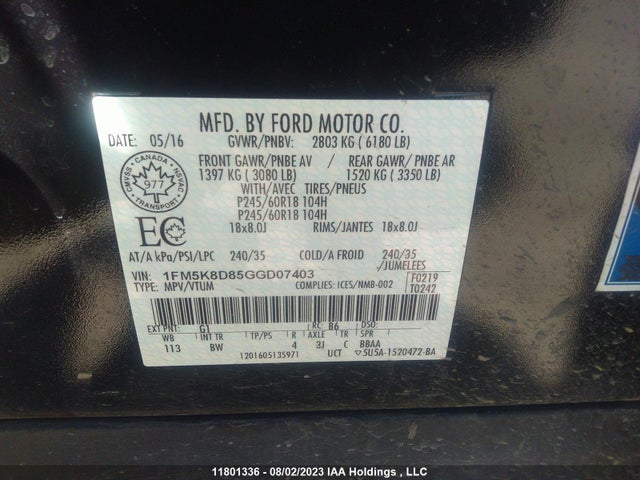 MFD. BY FORD MOTOR CO.
DATE: 05/16 GVWR/PNBV: 2803 KG ( 6180 LB)
FRONT GAWR/PNBE AV / REAR GAWR/ PNBE AR
1397 KG ( 3080 LB) 1520 KG ( 3350 LB)
WITH/AVEC TIRES/PNEUS
P245/60R18 104H
P245/60R18 104H
18x8.0J RIMS/JANTES 18x8.0J
CANADA
977
EC
AT/A kPa/PSI/LPC 240/35 COLD/A FROID 240/35
/JUMELEES
VIN: 1FM5K8D85GGD07403 F0219
TYPE: MPV/VTUM COMPLIES: ICES/NMB-002 T0242
EXT PNT: G1 RC: B6 DSO:
WB INT TR TP/PS R AXLE TR SPR
113 BW 4 3J C BBAA
1201605135971 UCT 5U5A-1520472-BA
11801336 - 08/02/2023 IAA Holdings , LLC